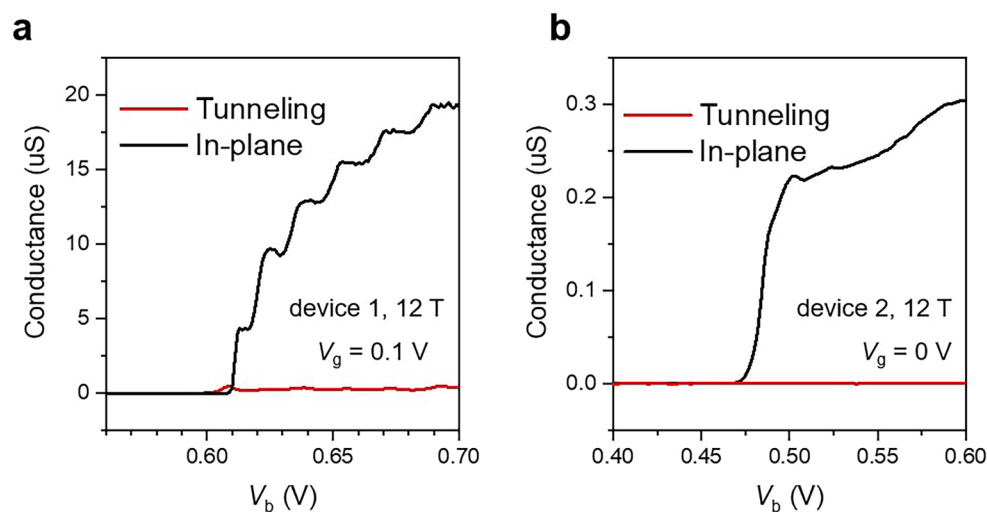 a
Conductance (uS)
20
15
10
5
0
Tunneling
In-plane
device 1, 12 T
Vg = 0.1 V
0.60
0.65
0.70
Vb (V)
b
Conductance (uS)
0.3
0.2
0.1
0.0
Tunneling
In-plane
device 2, 12 T
Vg = 0 V
0.40
0.45
0.50
0.55
0.60
Vb (V)